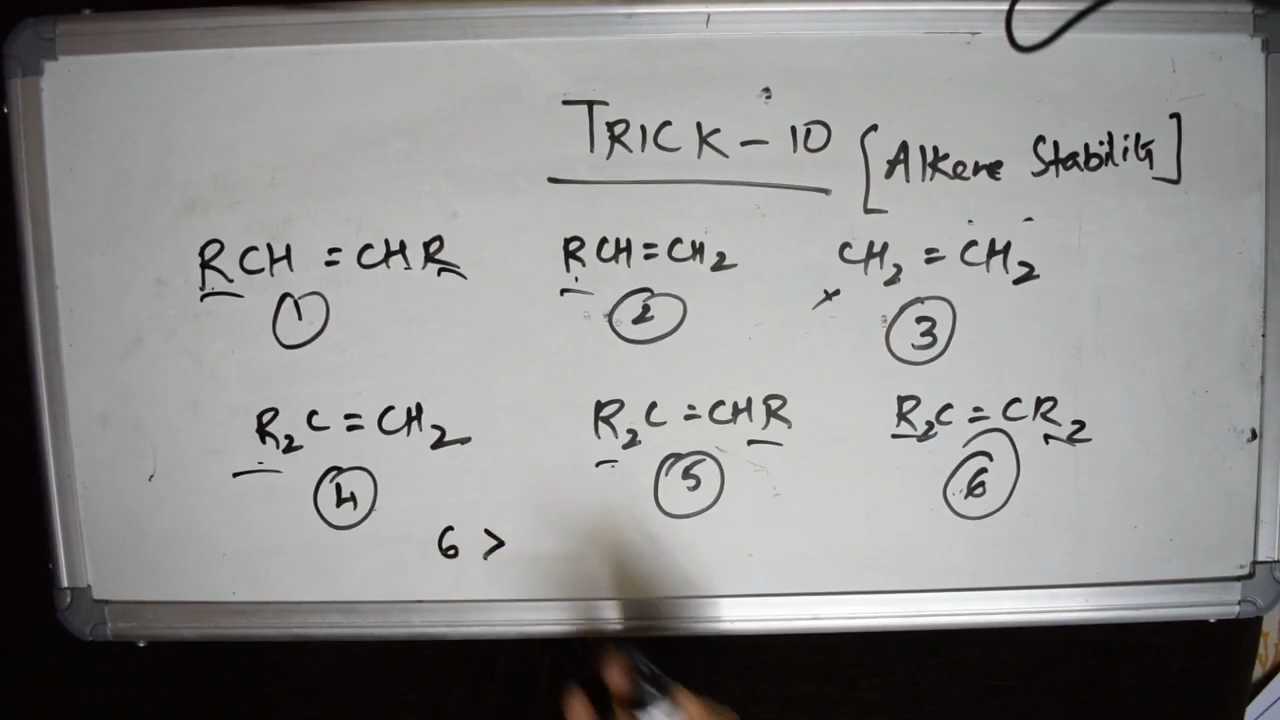 TRICK-10 [Alkene Stability]
RCH=CHR RCH=CH2 CH2=CH2
1 2 3
R2C=CH2 R2C=CHR R2C=CR2
4 5 6
6 >